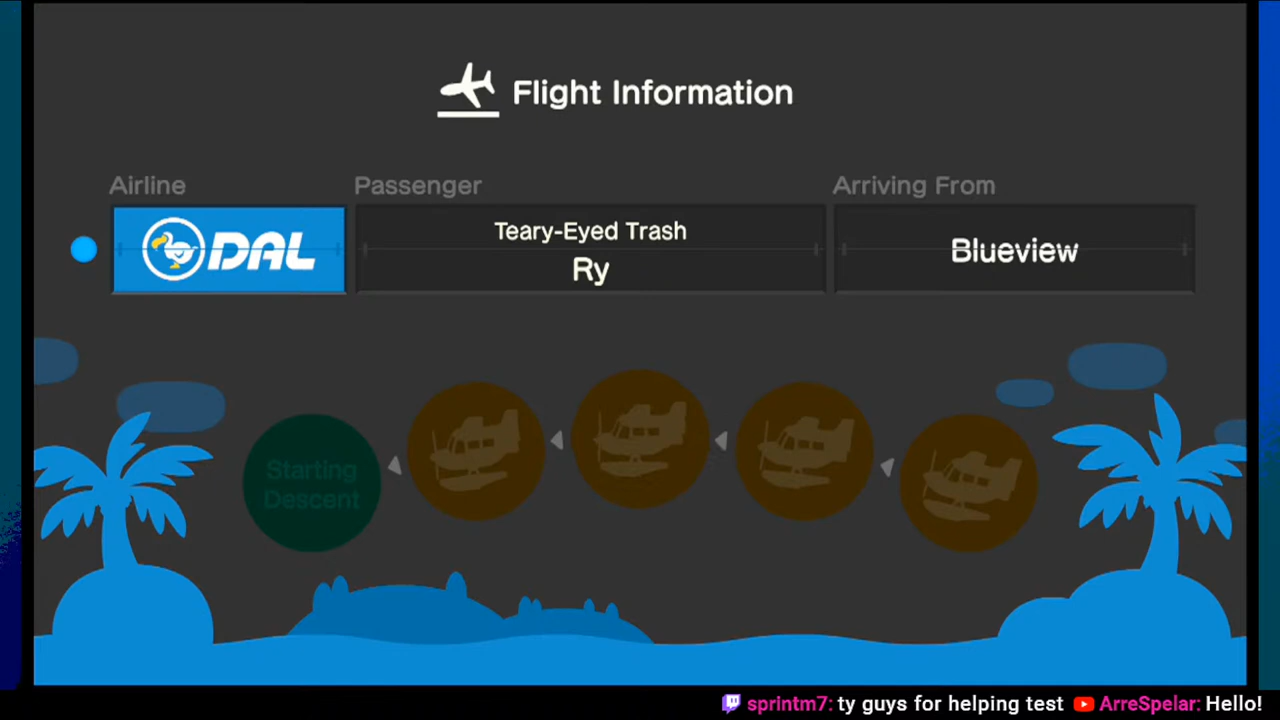 Flight Information
Airline
Passenger
Arriving From
DAL
Teary-Eyed Trash
Ry
Blueview
Starting
Descent
sprintm7: ty guys for helping test ArreSpelar: Hello!